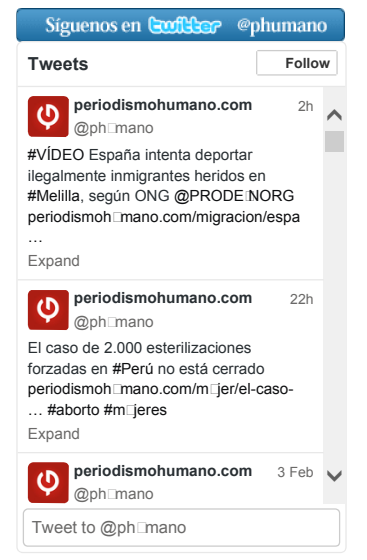 Síguenos en twitter @phumano
Tweets
Follow
periodismohumano.com 2h
@ph□mano
#VÍDEO España intenta deportar
ilegalmente inmigrantes heridos en
#Melilla, según ONG @PRODE□NORG
periodismoh□mano.com/migracion/espa
…
Expand
periodismohumano.com 22h
@ph□mano
El caso de 2.000 esterilizaciones
forzadas en #Perú no está cerrado
periodismoh□mano.com/m□jer/el-caso-
… #aborto #m□jeres
Expand
periodismohumano.com 3 Feb
@ph□mano
Tweet to @ph□mano